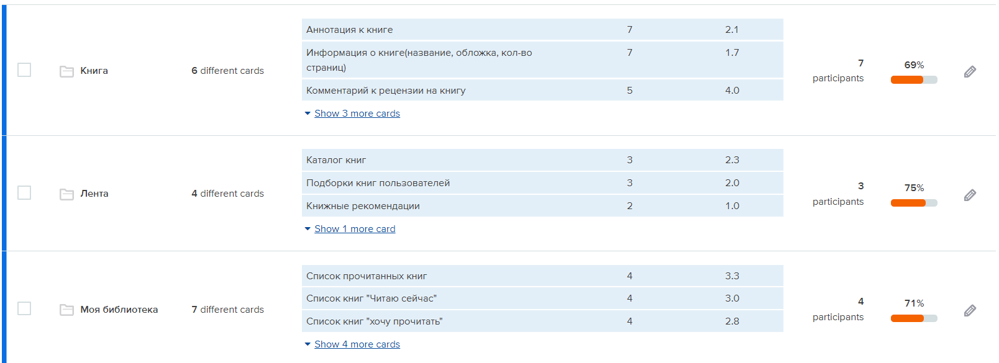 Аннотация к книге 7 2.1
Информация о книге(название, обложка, кол-во 7 1.7
страниц)
Книга 6 different cards 7 participants 69%
Комментарий к рецензии на книгу 5 4.0
Show 3 more cards
Каталог книг 3 2.3
Подборки книг пользователей 3 2.0
Лента 4 different cards 3 participants 75%
Книжные рекомендации 2 1.0
Show 1 more card
Список прочитанных книг 4 3.3
Список книг "Читаю сейчас" 4 3.0
Моя библиотека 7 different cards 4 participants 71%
Список книг "хочу прочитать" 4 2.8
Show 4 more cards